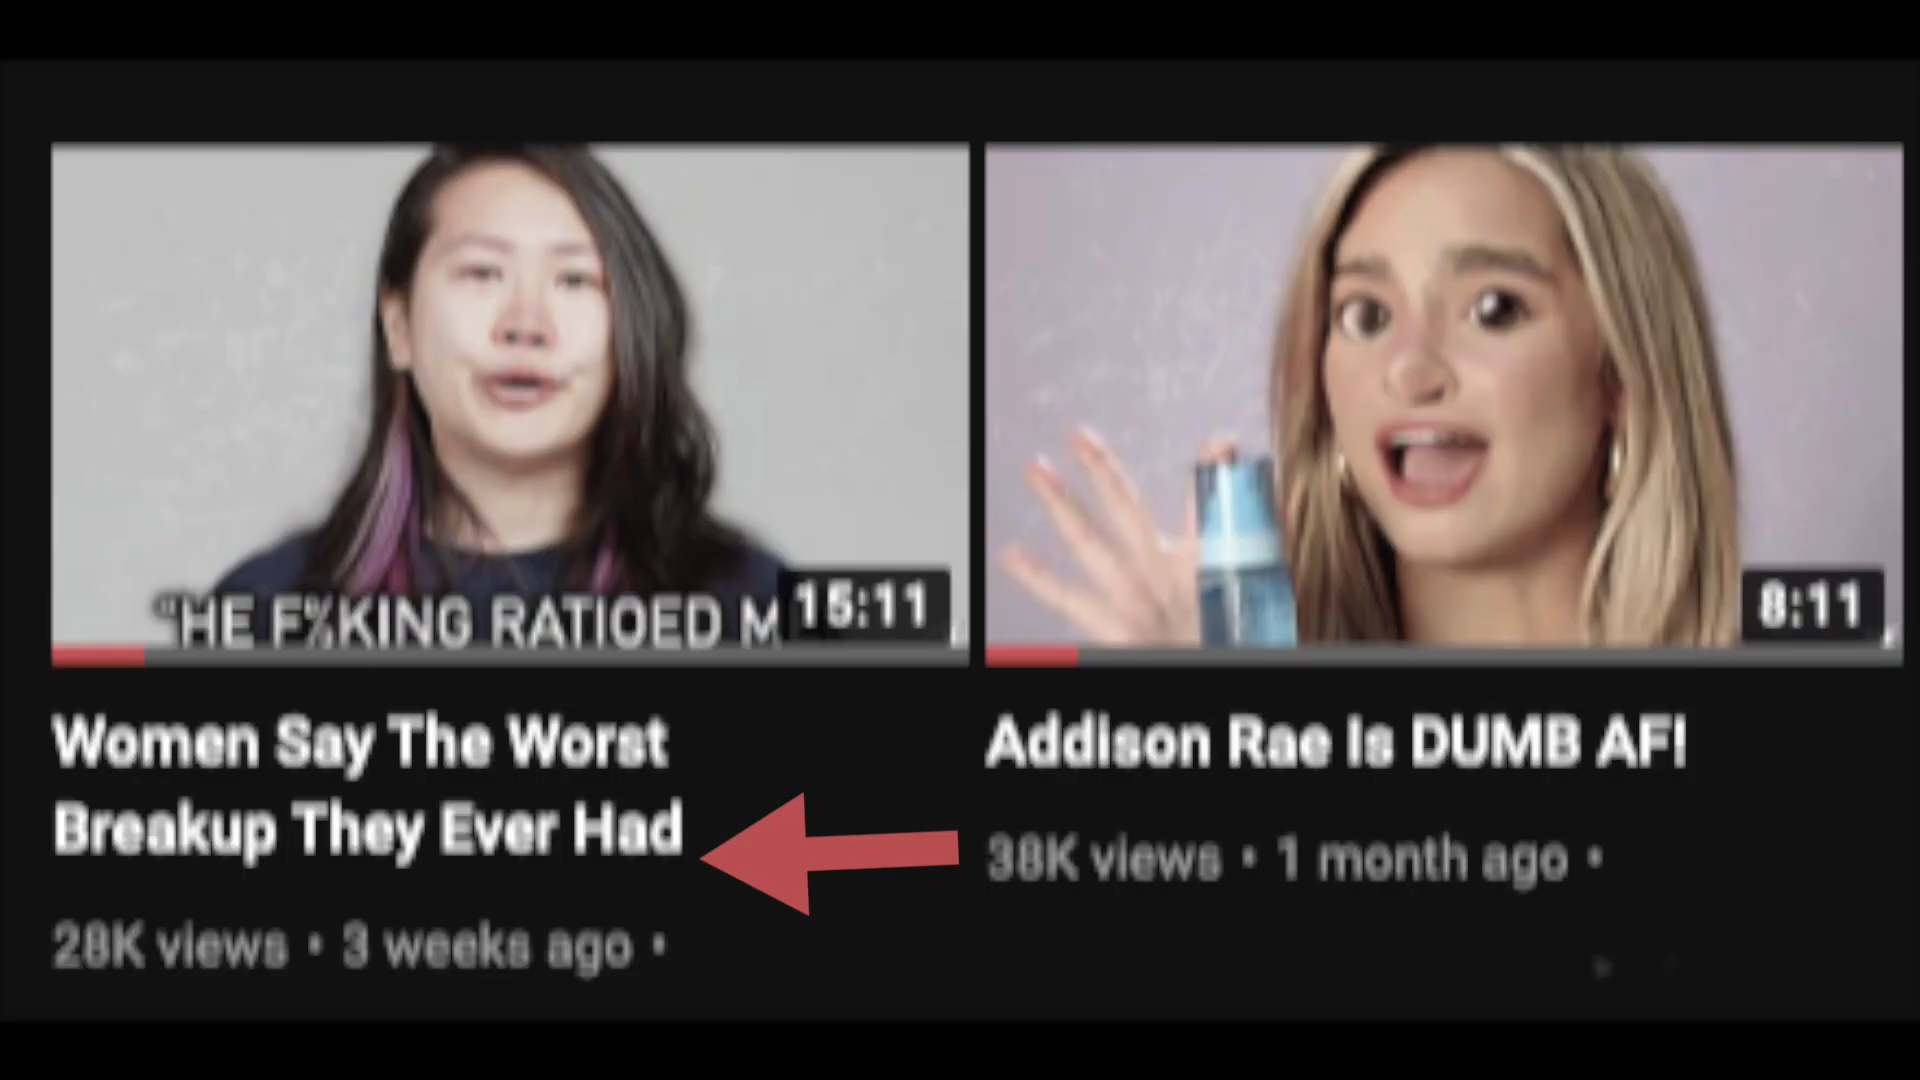 "HE F%KING RATIOED M
15:11
8:11
Women Say The Worst
Breakup They Ever Had
28K views • 3 weeks ago •
Addison Rae Is DUMB AF!
38K views • 1 month ago •